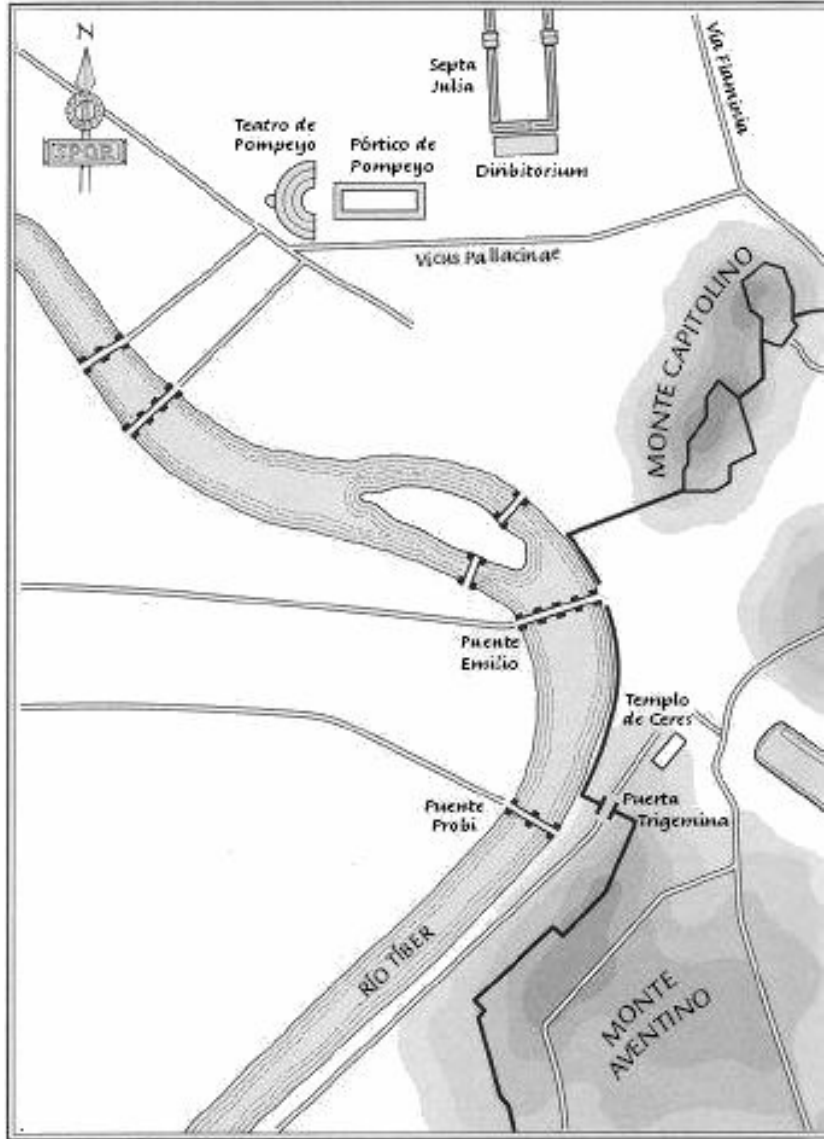 N
SPQR
Septa
Julia
Via Flaminia
Teatro de
Pompeyo
Pórtico de
Pompeyo
Diribitorium
Vicus Pallacinae
MONTE CAPITOLINO
Puente
Emilio
Templo
de Ceres
Puente
Probi
Puerta
Trigemina
RÍO TÍBER
MONTE
AVENTINO